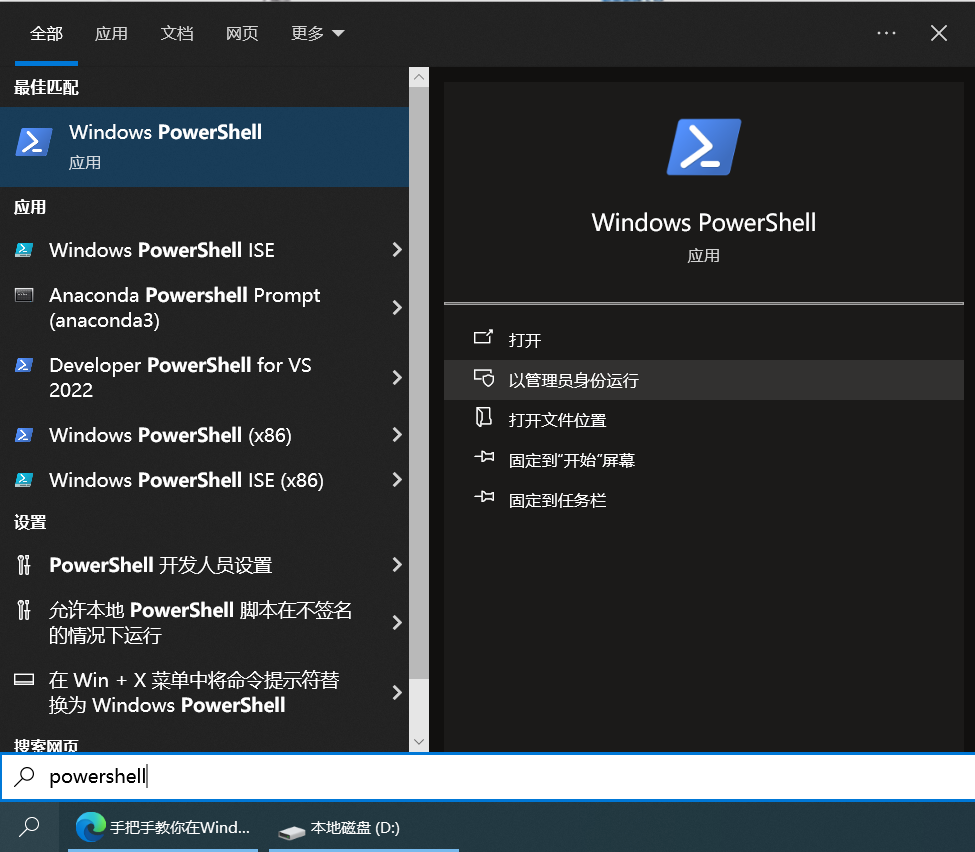 全部 应用 文档 网页 更多
最佳匹配
Windows PowerShell
应用
应用
Windows PowerShell ISE
Anaconda Powershell Prompt
(anaconda3)
Developer PowerShell for VS
2022
Windows PowerShell (x86)
Windows PowerShell ISE (x86)
设置
PowerShell 开发人员设置
允许本地 PowerShell 脚本在不签名
的情况下运行
在 Win + X 菜单中将命令提示符替
换为 Windows PowerShell
搜索网页
Windows PowerShell
应用
打开
以管理员身份运行
打开文件位置
固定到"开始"屏幕
固定到任务栏
powershell
手把手教你在Wind... 本地磁盘 (D:)